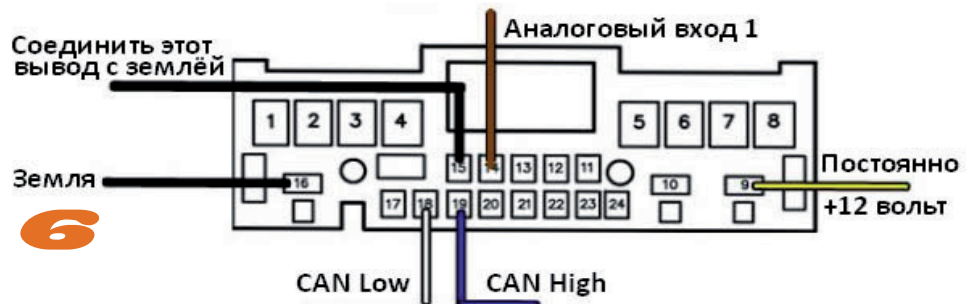 Аналоговый вход 1
Соединить этот
вывод с землёй
1 2 3 4
5 6 7 8
15 14 13 12 11
Земля
16
10
9
Постоянно
+12 вольт
17 18 19 20 21 22 23 24
6
CAN Low
CAN High